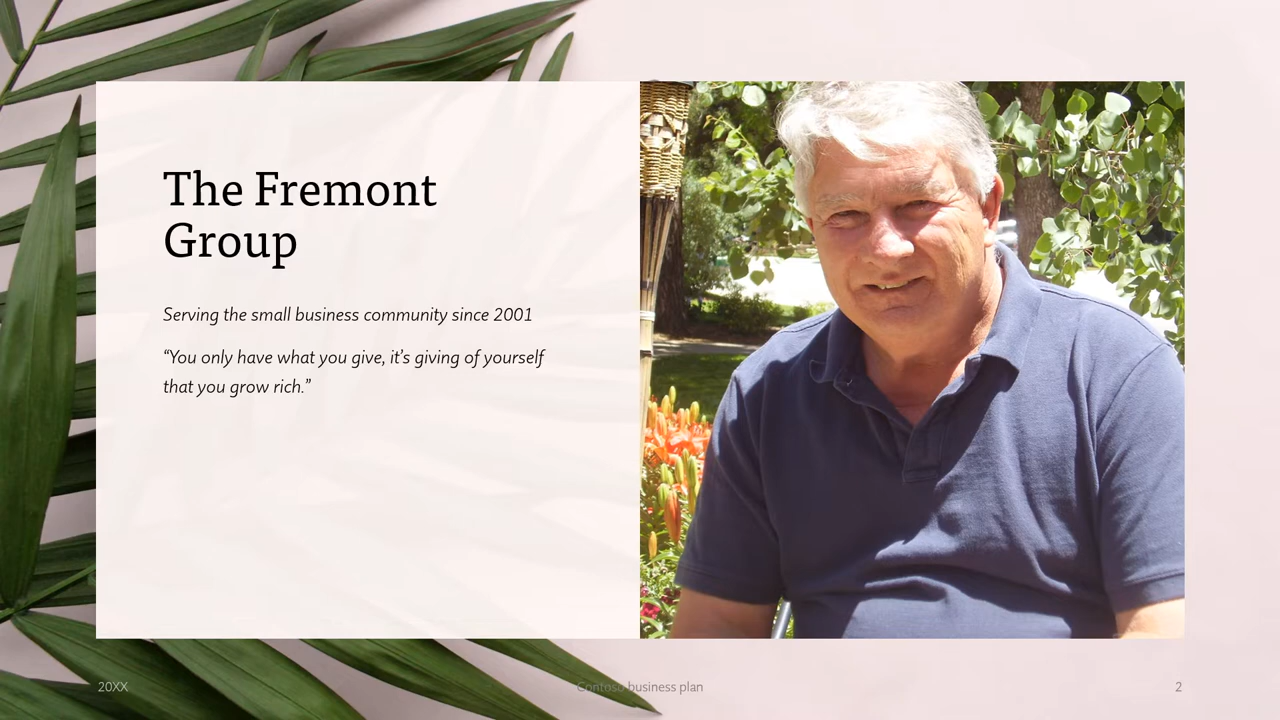 The Fremont
Group
Serving the small business community since 2001
“You only have what you give, it’s giving of yourself
that you grow rich.”
20XX
Contoso business plan
2